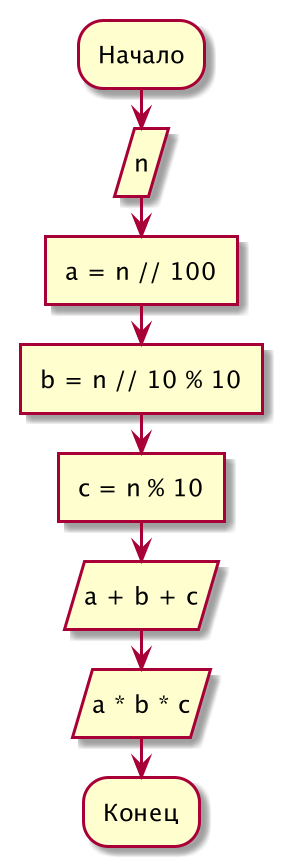 Начало
n
a = n // 100
b = n // 10 % 10
c = n % 10
a + b + c
a * b * c
Конец